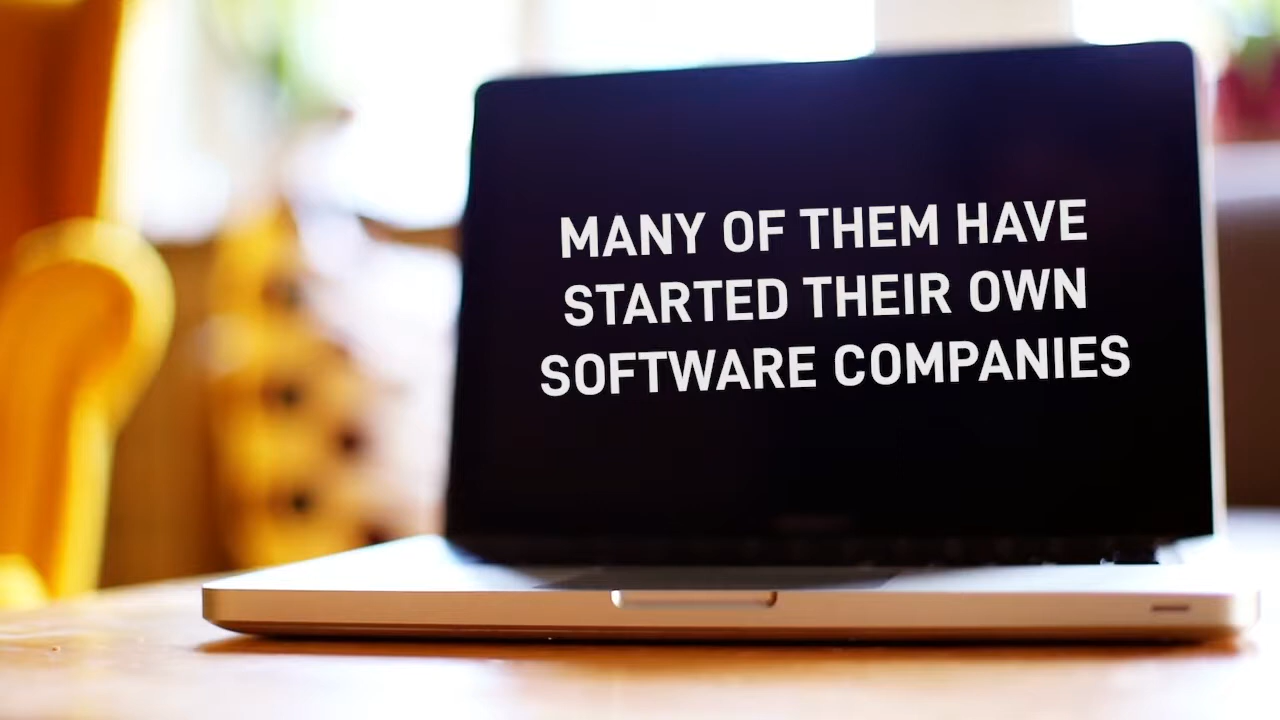 MANY OF THEM HAVE
STARTED THEIR OWN
SOFTWARE COMPANIES